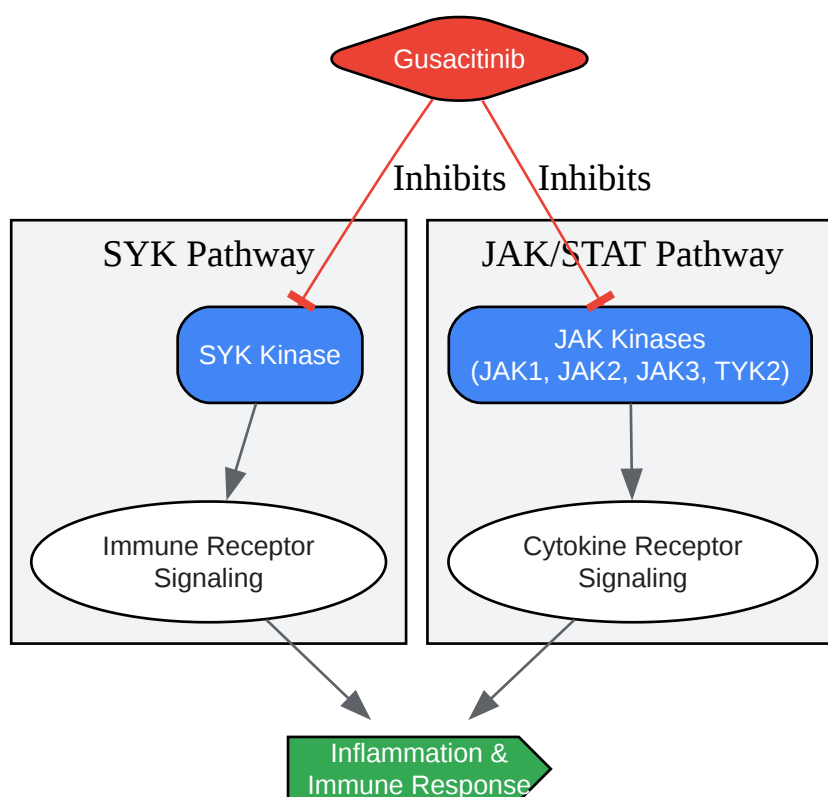 Gusacitinib
Inhibits
Inhibits
SYK Pathway
JAK/STAT Pathway
SYK Kinase
JAK Kinases
(JAK1, JAK2, JAK3, TYK2)
Immune Receptor
Signaling
Cytokine Receptor
Signaling
Inflammation &
Immune Response